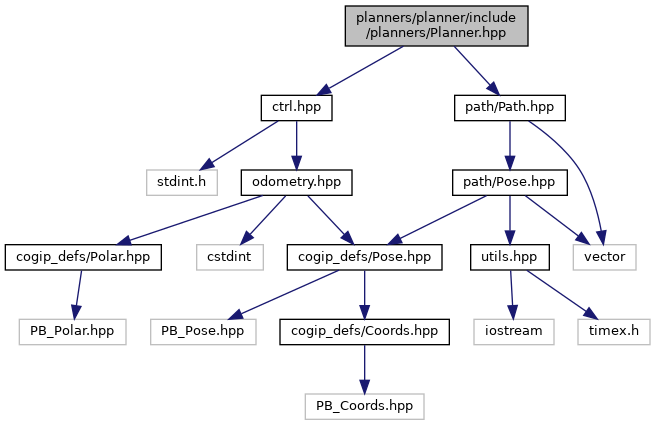 planners/planner/include
/planners/Planner.hpp
ctrl.hpp
path/Path.hpp
stdint.h
odometry.hpp
path/Pose.hpp
cogip_defs/Polar.hpp
cstdint
cogip_defs/Pose.hpp
utils.hpp
vector
PB_Polar.hpp
PB_Pose.hpp
cogip_defs/Coords.hpp
iostream
timex.h
PB_Coords.hpp